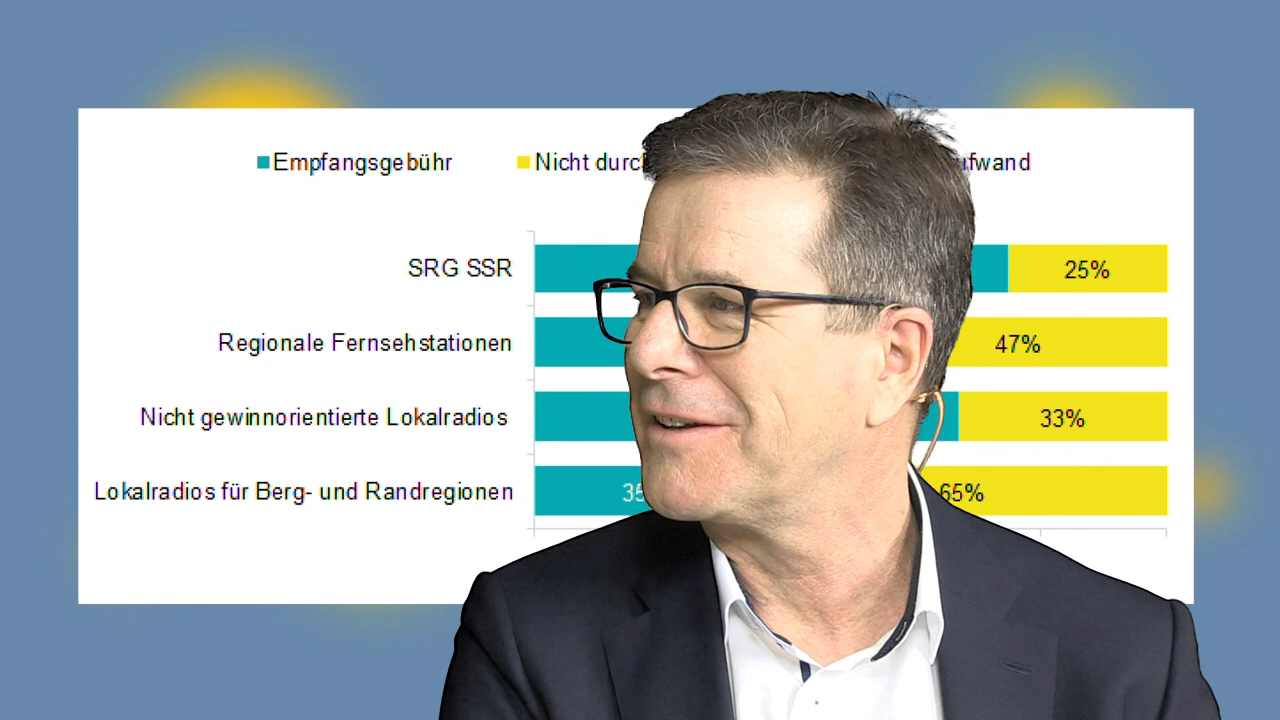 Empfangsgebühr Nicht durch
SRG SSR 25%
Regionale Fernsehstationen 47%
Nicht gewinnorientierte Lokalradios 33%
Lokalradios für Berg- und Randregionen 35 65%